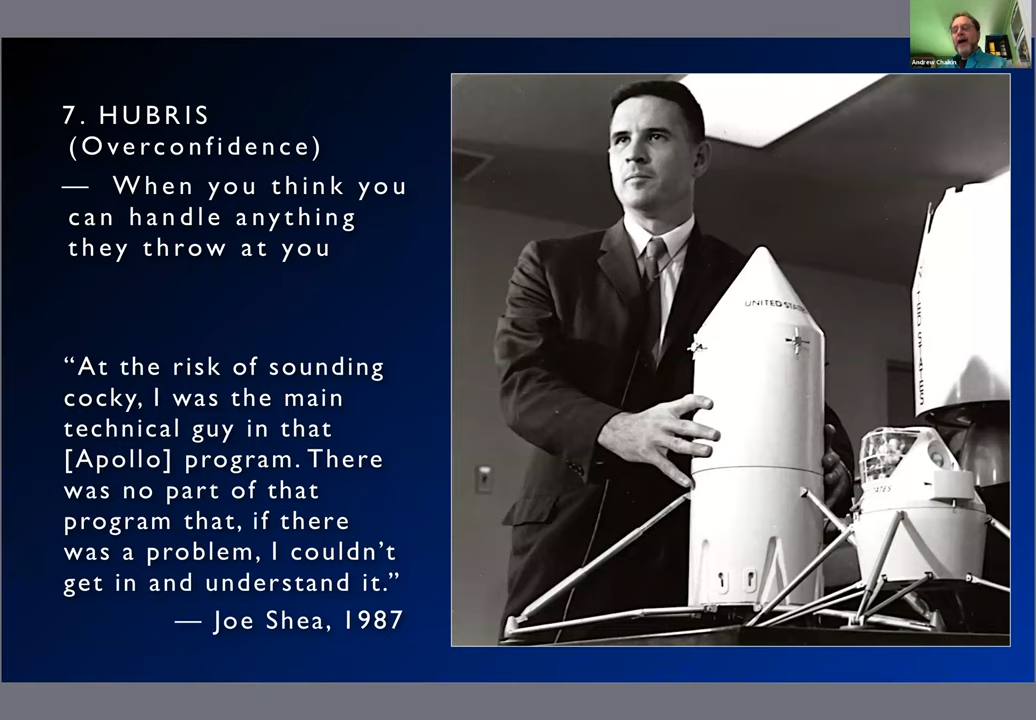 Andrew Chaikin
7. HUBRIS
(Overconfidence)
— When you think you
can handle anything
they throw at you
“At the risk of sounding
cocky, I was the main
technical guy in that
[Apollo] program. There
was no part of that
program that, if there
was a problem, I couldn’t
get in and understand it.”
— Joe Shea, 1987
UNITED STATES